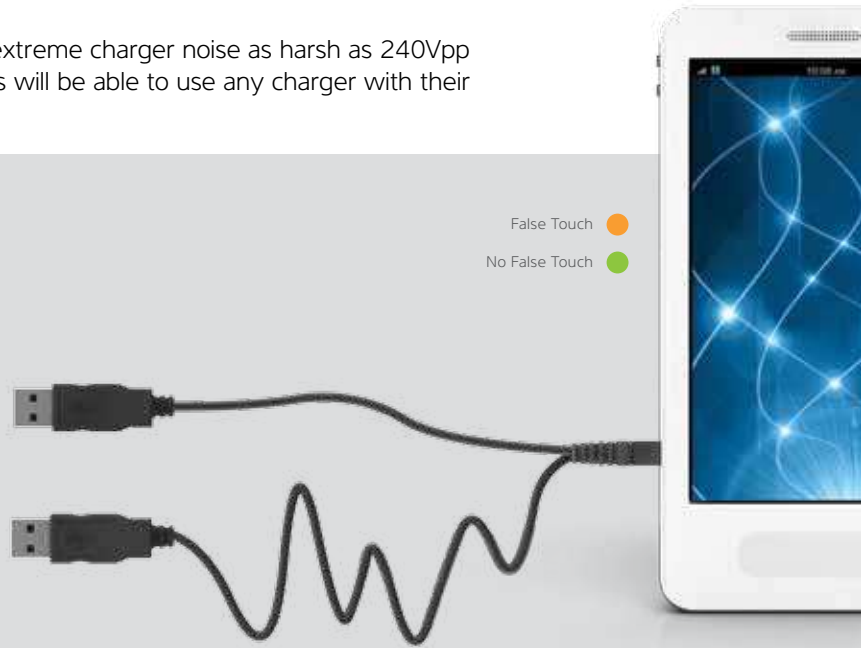 extreme charger noise as harsh as 240Vpp
s will be able to use any charger with their
False Touch
No False Touch